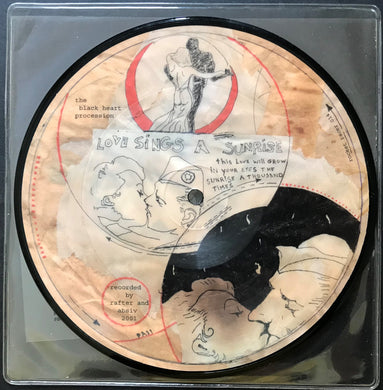 the
black heart
procession
LOVE SINGS A SUNRISE
this Love will GROW
IN YOUR EYES THE
SUNRISE A THOUSAND
TIMES
recorded
by
rafter and
absiv
2001